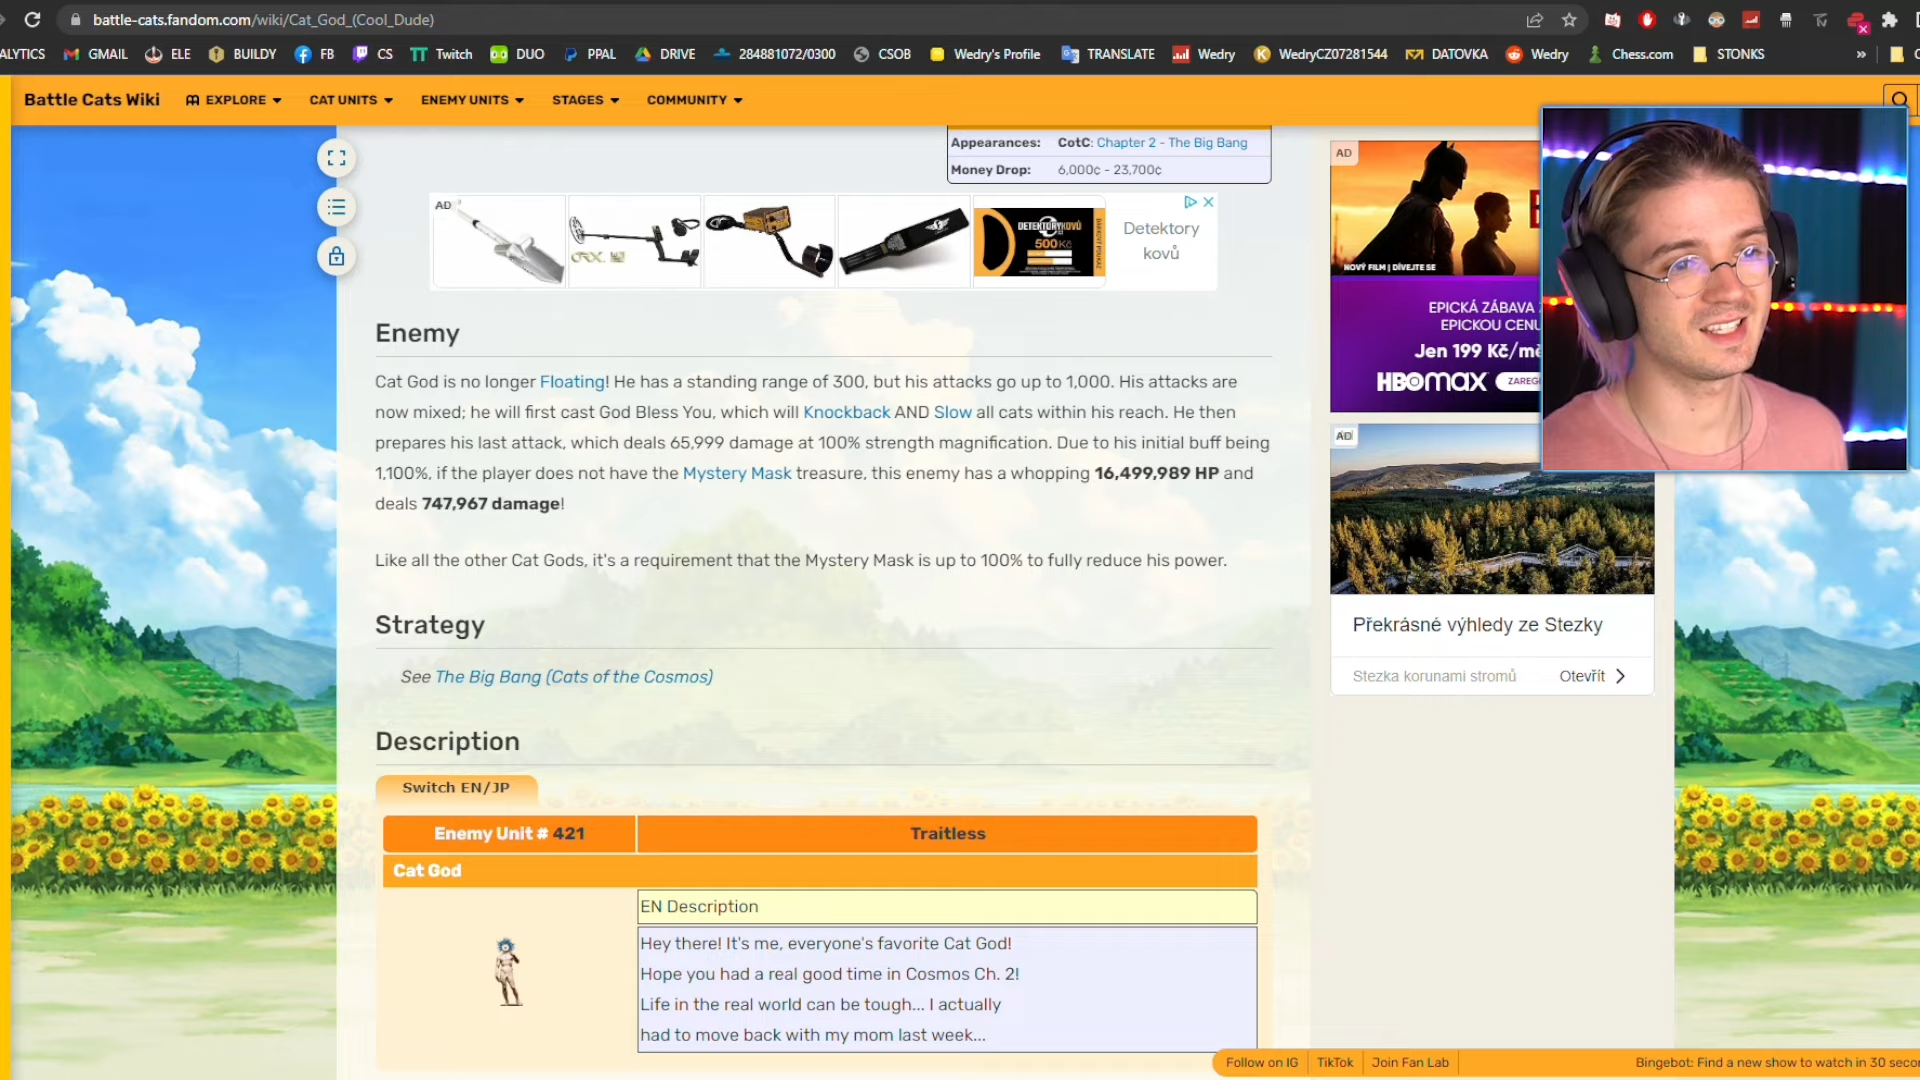 battle-cats.fandom.com/wiki/Cat_God_(Cool_Dude)
ALYTICS GMAIL ELE BUILDY FB CS Twitch DUO PPAL DRIVE 284881072/0300 CSOB Wedry's Profile TRANSLATE Wedry WedryCZ07281544 DATOVKA Wedry Chess.com STONKS »
Battle Cats Wiki EXPLORE CAT UNITS ENEMY UNITS STAGES COMMUNITY
Appearances: CotC: Chapter 2 - The Big Bang
Money Drop: 6,000¢ - 23,700¢
AD
DETEKTORYKOVŮ
500Kč
Detektory
kovů
Enemy
Cat God is no longer Floating! He has a standing range of 300, but his attacks go up to 1,000. His attacks are
now mixed; he will first cast God Bless You, which will Knockback AND Slow all cats within his reach. He then
prepares his last attack, which deals 65,999 damage at 100% strength magnification. Due to his initial buff being
1,100%, if the player does not have the Mystery Mask treasure, this enemy has a whopping 16,499,989 HP and
deals 747,967 damage!
Like all the other Cat Gods, it's a requirement that the Mystery Mask is up to 100% to fully reduce his power.
Strategy
See The Big Bang (Cats of the Cosmos)
Description
Switch EN/JP
Enemy Unit # 421 Traitless
Cat God
EN Description
Hey there! It's me, everyone's favorite Cat God!
Hope you had a real good time in Cosmos Ch. 2!
Life in the real world can be tough... I actually
had to move back with my mom last week...
AD
NOVÝ FILM | DÍVEJTE SE
EPICKÁ ZÁBAVA
EPICKOU CENU
Jen 199 Kč/mě
HBOmax ZAREG
AD
Překrásné výhledy ze Stezky
Stezka korunami stromů Otevřít
Follow on IG TikTok Join Fan Lab
Bingebot: Find a new show to watch in 30 secon